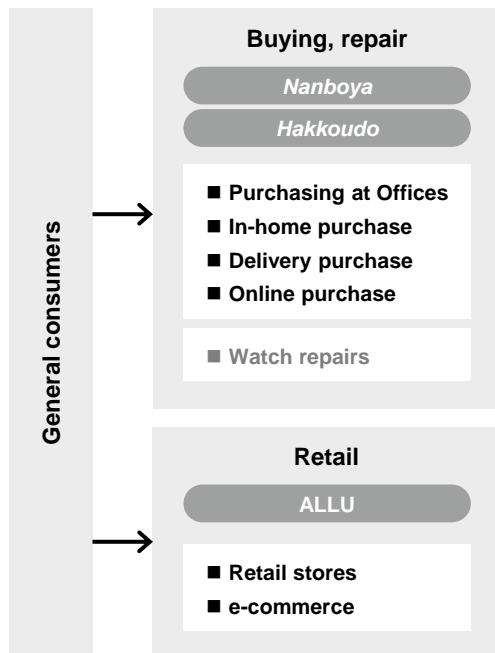 General consumers
Buying, repair
Nanboya
Hakkoudo
■ Purchasing at Offices
■ In-home purchase
■ Delivery purchase
■ Online purchase
■ Watch repairs
Retail
ALLU
■ Retail stores
■ e-commerce